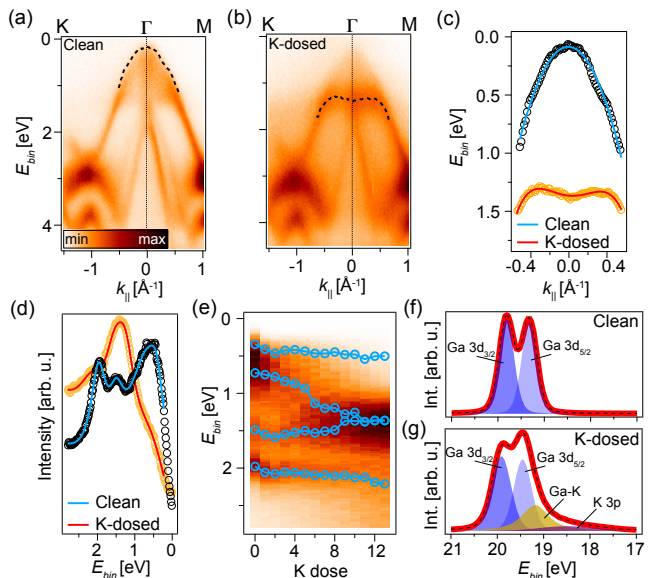 K Γ M
(a) Clean
0
2
4
E_bin [eV]
min max
-1 0 1
k_|| [Å⁻¹]
(b) K-dosed
-1 0 1
k_|| [Å⁻¹]
(c)
0.0
0.5
1.0
1.5
E_bin [eV]
Clean
K-dosed
-0.4 0.0 0.4
k_|| [Å⁻¹]
(d)
Intensity [arb. u.]
Clean
K-dosed
2 1 0
E_bin [eV]
(e)
0
1
2
E_bin [eV]
0 5 10
K dose
(f) Clean
Int. [arb. u.]
Ga 3d_3/2
Ga 3d_5/2
(g) K-dosed
Int. [arb. u.]
Ga 3d_3/2
Ga 3d_5/2
Ga-K
K 3p
21 20 19 18 17
E_bin [eV]